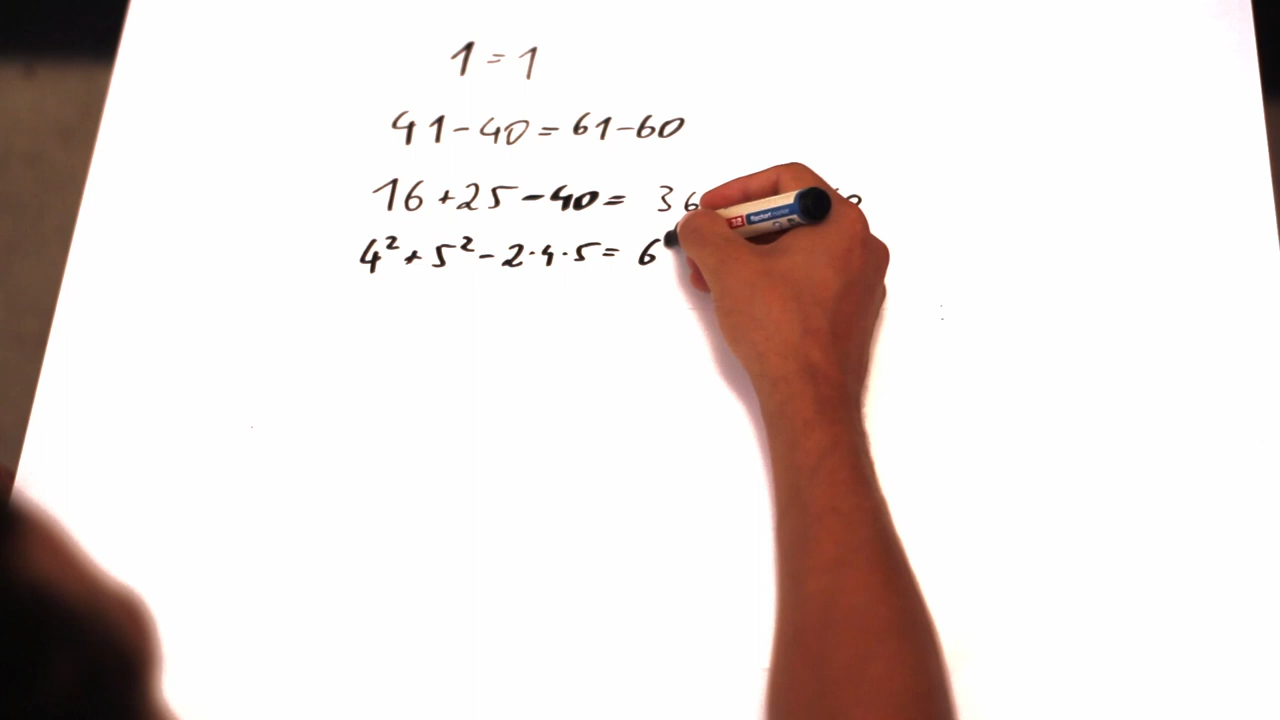 1 = 1
41-40 = 61-60
16 +25 -40 = 36
4² + 5² - 2·4·5 = 6